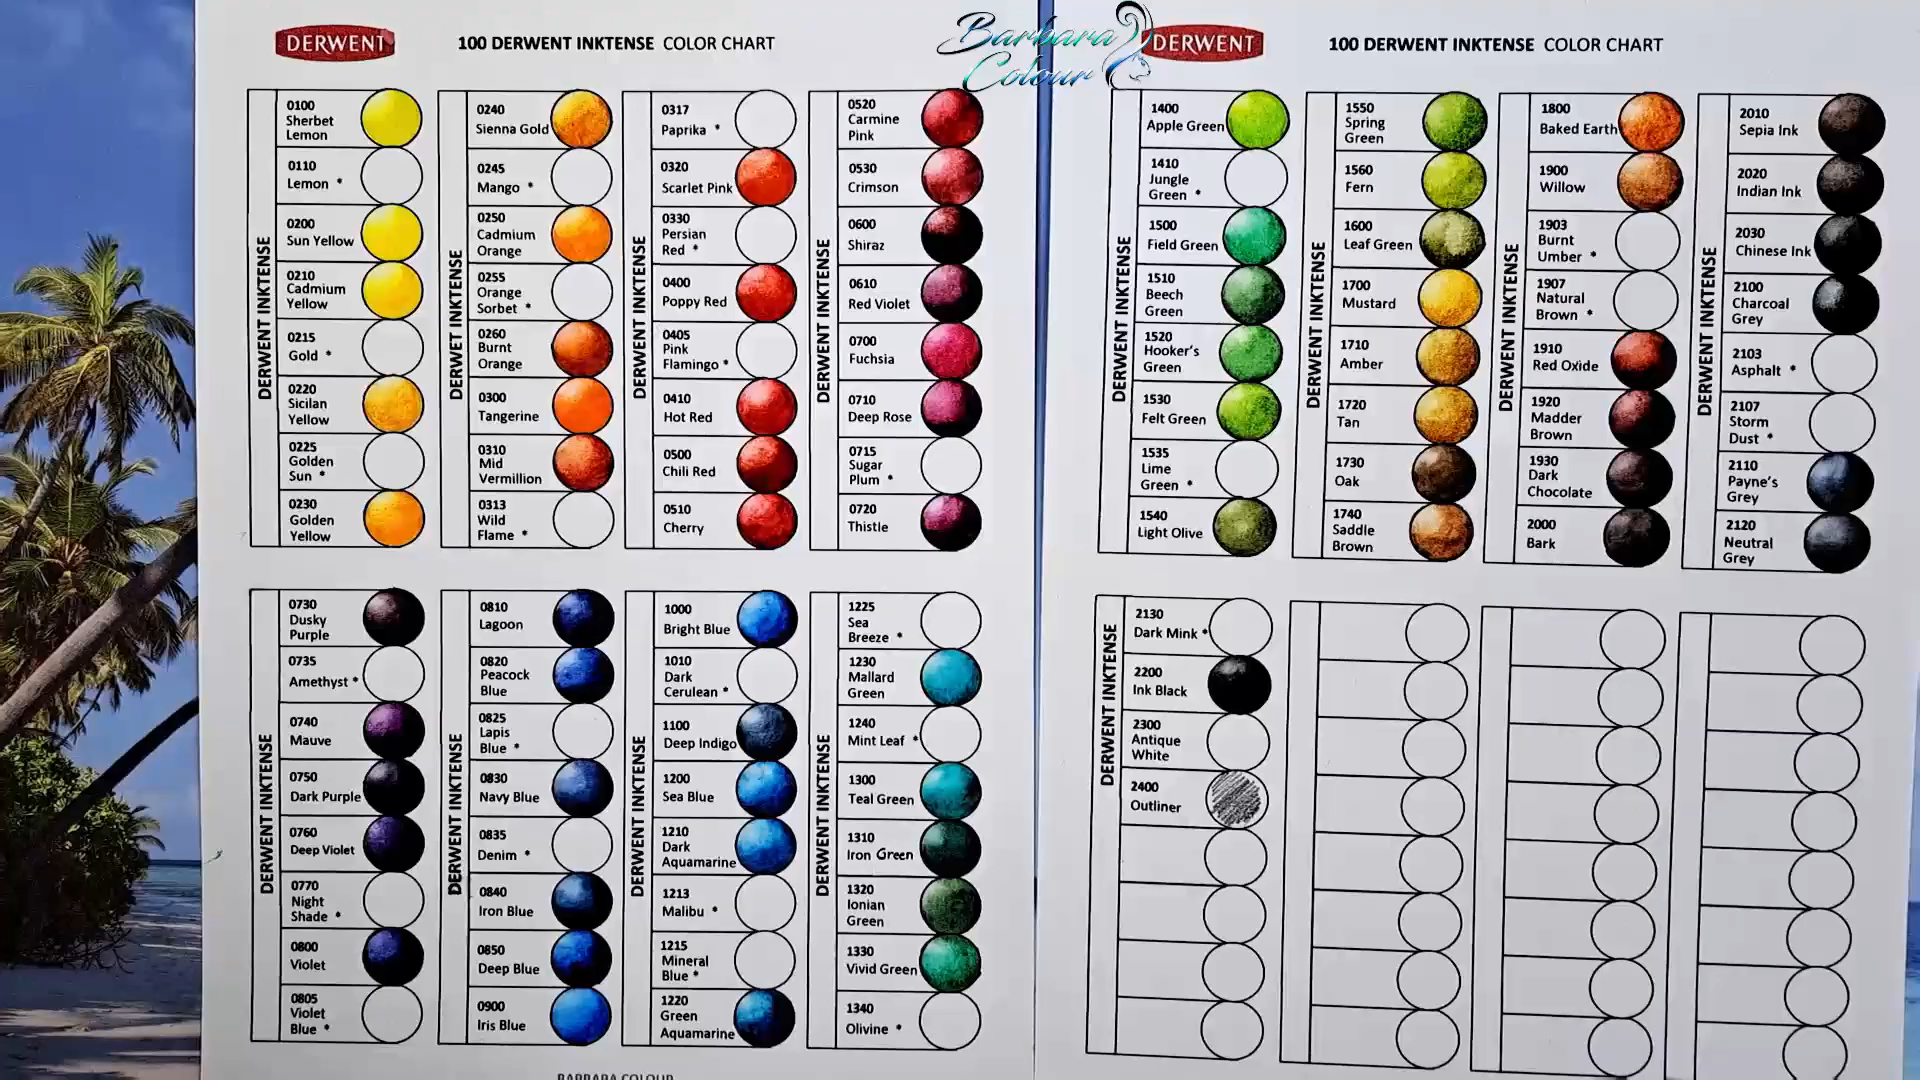 Barbara
Colour
DERWENT
100 DERWENT INKTENSE COLOR CHART
DERWENT INKTENSE
0100
Sherbet
Lemon
0110
Lemon *
0200
Sun Yellow
0210
Cadmium
Yellow
0215
Gold *
0220
Sicilan
Yellow
0225
Golden
Sun *
0230
Golden
Yellow
DERWET INKTENSE
0240
Sienna Gold
0245
Mango *
0250
Cadmium
Orange
0255
Orange
Sorbet *
0260
Burnt
Orange
0300
Tangerine
0310
Mid
Vermillion
0313
Wild
Flame *
DERWENT INKTENSE
0317
Paprika *
0320
Scarlet Pink
0330
Persian
Red *
0400
Poppy Red
0405
Pink
Flamingo *
0410
Hot Red
0500
Chili Red
0510
Cherry
DERWENT INKTENSE
0520
Carmine
Pink
0530
Crimson
0600
Shiraz
0610
Red Violet
0700
Fuchsia
0710
Deep Rose
0715
Sugar
Plum *
0720
Thistle
DERWENT INKTENSE
0730
Dusky
Purple
0735
Amethyst *
0740
Mauve
0750
Dark Purple
0760
Deep Violet
0770
Night
Shade *
0800
Violet
0805
Violet
Blue *
DERWENT INKTENSE
0810
Lagoon
0820
Peacock
Blue
0825
Lapis
Blue *
0830
Navy Blue
0835
Denim *
0840
Iron Blue
0850
Deep Blue
0900
Iris Blue
DERWENT INKTENSE
1000
Bright Blue
1010
Dark
Cerulean *
1100
Deep Indigo
1200
Sea Blue
1210
Dark
Aquamarine
1213
Malibu *
1215
Mineral
Blue *
1220
Green
Aquamarine
DERWENT INKTENSE
1225
Sea
Breeze *
1230
Mallard
Green
1240
Mint Leaf *
1300
Teal Green
1310
Iron Green
1320
Ionian
Green
1330
Vivid Green
1340
Olivine *
BARBARA COLOUR
DERWENT
100 DERWENT INKTENSE COLOR CHART
DERWENT INKTENSE
1400
Apple Green
1410
Jungle
Green *
1500
Field Green
1510
Beech
Green
1520
Hooker's
Green
1530
Felt Green
1535
Lime
Green *
1540
Light Olive
DERWENT INKTENSE
1550
Spring
Green
1560
Fern
1600
Leaf Green
1700
Mustard
1710
Amber
1720
Tan
1730
Oak
1740
Saddle
Brown
DERWENT INKTENSE
1800
Baked Earth
1900
Willow
1903
Burnt
Umber *
1907
Natural
Brown *
1910
Red Oxide
1920
Madder
Brown
1930
Dark
Chocolate
2000
Bark
DERWENT INKTENSE
2010
Sepia Ink
2020
Indian Ink
2030
Chinese Ink
2100
Charcoal
Grey
2103
Asphalt *
2107
Storm
Dust *
2110
Payne's
Grey
2120
Neutral
Grey
DERWENT INKTENSE
2130
Dark Mink *
2200
Ink Black
2300
Antique
White
2400
Outliner